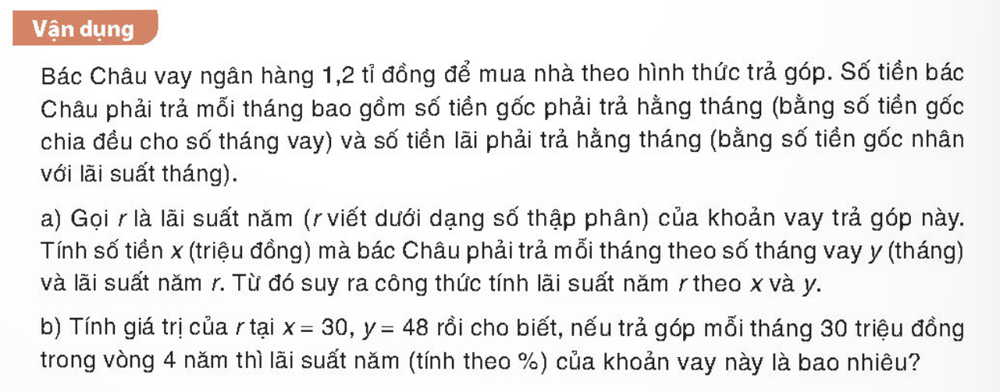 Vận dụng
Bác Châu vay ngân hàng 1,2 tỉ đồng để mua nhà theo hình thức trả góp. Số tiền bác
Châu phải trả mỗi tháng bao gồm số tiền gốc phải trả hằng tháng (bằng số tiền gốc
chia đều cho số tháng vay) và số tiền lãi phải trả hằng tháng (bằng số tiền gốc nhân
với lãi suất tháng).
a) Gọi r là lãi suất năm (r viết dưới dạng số thập phân) của khoản vay trả góp này.
Tính số tiền x (triệu đồng) mà bác Châu phải trả mỗi tháng theo số tháng vay y (tháng)
và lãi suất năm r. Từ đó suy ra công thức tính lãi suất năm r theo x và y.
b) Tính giá trị của r tại x = 30, y = 48 rồi cho biết, nếu trả góp mỗi tháng 30 triệu đồng
trong vòng 4 năm thì lãi suất năm (tính theo %) của khoản vay này là bao nhiêu?